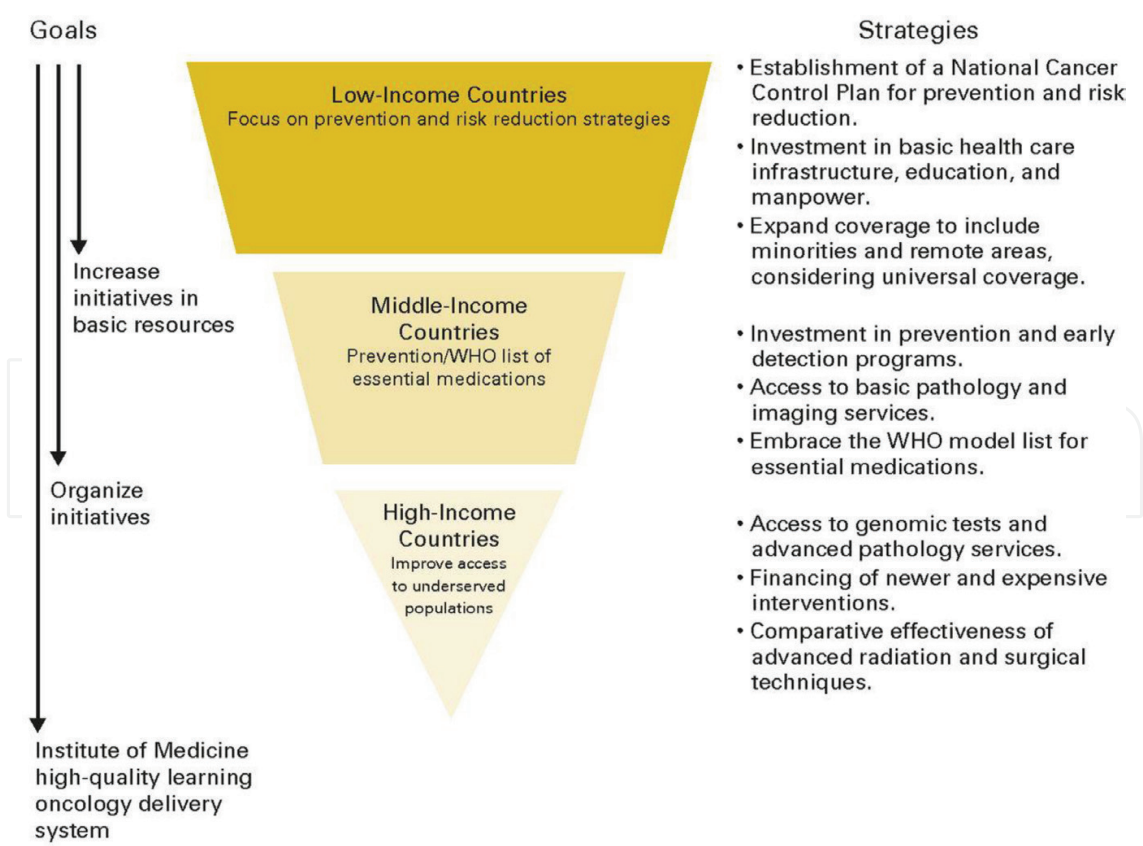 Goals
Strategies
Low-Income Countries
Focus on prevention and risk reduction strategies
• Establishment of a National Cancer
Control Plan for prevention and risk
reduction.
• Investment in basic health care
infrastructure, education, and
manpower.
• Expand coverage to include
minorities and remote areas,
considering universal coverage.
Increase
initiatives in
basic resources
Middle-Income
Countries
Prevention/WHO list of
essential medications
• Investment in prevention and early
detection programs.
• Access to basic pathology and
imaging services.
• Embrace the WHO model list for
essential medications.
Organize
initiatives
High-Income
Countries
Improve access
to underserved
populations
• Access to genomic tests and
advanced pathology services.
• Financing of newer and expensive
interventions.
• Comparative effectiveness of
advanced radiation and surgical
techniques.
Institute of Medicine
high-quality learning
oncology delivery
system